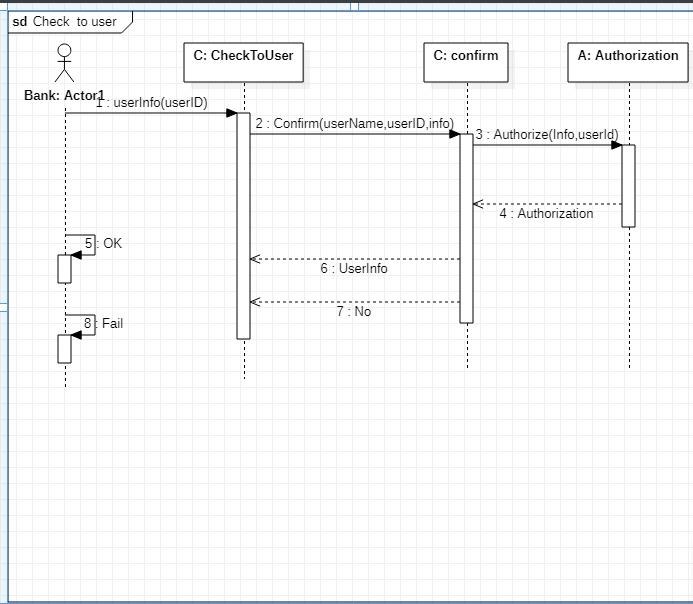 sd Check to user
C: CheckToUser
C: confirm
A: Authorization
Bank: Actor1
1 : userInfo(userID)
2 : Confirm(userName,userID,info)
3 : Authorize(Info,userId)
4 : Authorization
5 : OK
6 : UserInfo
7 : No
8 : Fail